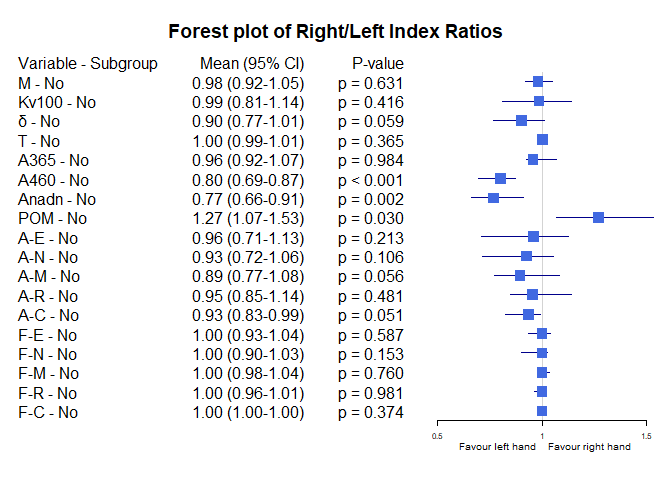 Forest plot of Right/Left Index Ratios
Variable - Subgroup Mean (95% CI) P-value
M - No 0.98 (0.92-1.05) p = 0.631
Kv100 - No 0.99 (0.81-1.14) p = 0.416
δ - No 0.90 (0.77-1.01) p = 0.059
T - No 1.00 (0.99-1.01) p = 0.365
A365 - No 0.96 (0.92-1.07) p = 0.984
A460 - No 0.80 (0.69-0.87) p < 0.001
Anadn - No 0.77 (0.66-0.91) p = 0.002
POM - No 1.27 (1.07-1.53) p = 0.030
A-E - No 0.96 (0.71-1.13) p = 0.213
A-N - No 0.93 (0.72-1.06) p = 0.106
A-M - No 0.89 (0.77-1.08) p = 0.056
A-R - No 0.95 (0.85-1.14) p = 0.481
A-C - No 0.93 (0.83-0.99) p = 0.051
F-E - No 1.00 (0.93-1.04) p = 0.587
F-N - No 1.00 (0.90-1.03) p = 0.153
F-M - No 1.00 (0.98-1.04) p = 0.760
F-R - No 1.00 (0.96-1.01) p = 0.981
F-C - No 1.00 (1.00-1.00) p = 0.374
0.5 1 1.5
Favour left hand Favour right hand